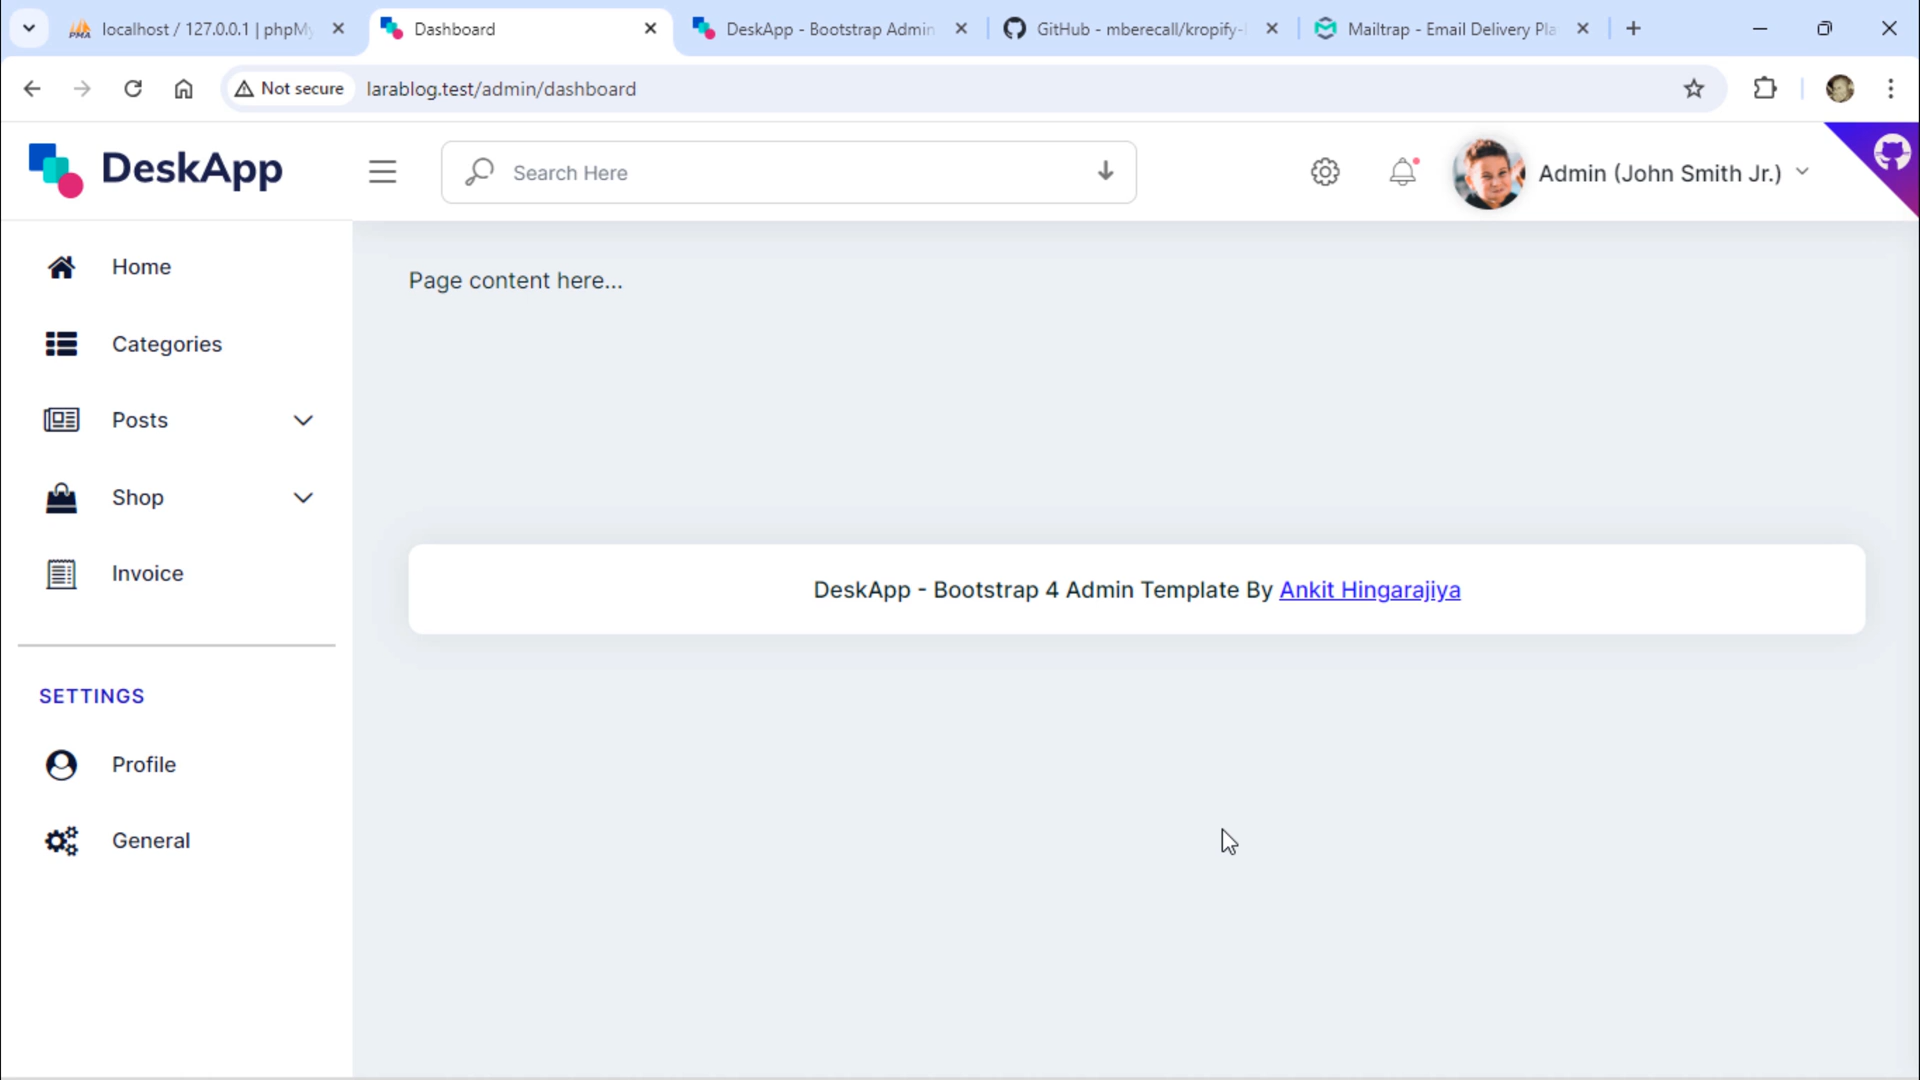 localhost / 127.0.0.1 | phpMy
Dashboard
DeskApp - Bootstrap Admin
GitHub - mberecall/kropify-l
Mailtrap - Email Delivery Pla
Not secure
larablog.test/admin/dashboard
DeskApp
Search Here
Admin (John Smith Jr.)
Home
Categories
Posts
Shop
Invoice
SETTINGS
Profile
General
Page content here...
DeskApp - Bootstrap 4 Admin Template By Ankit Hingarajiya